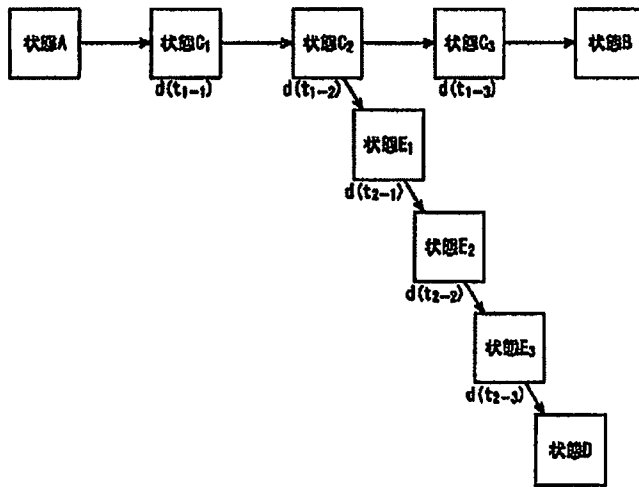 状態A
状態C₁
状態C₂
状態C₃
状態B
d(t₁₋₁)
d(t₁₋₂)
d(t₁₋₃)
状態E₁
d(t₂₋₁)
状態E₂
d(t₂₋₂)
状態E₃
d(t₂₋₃)
状態D